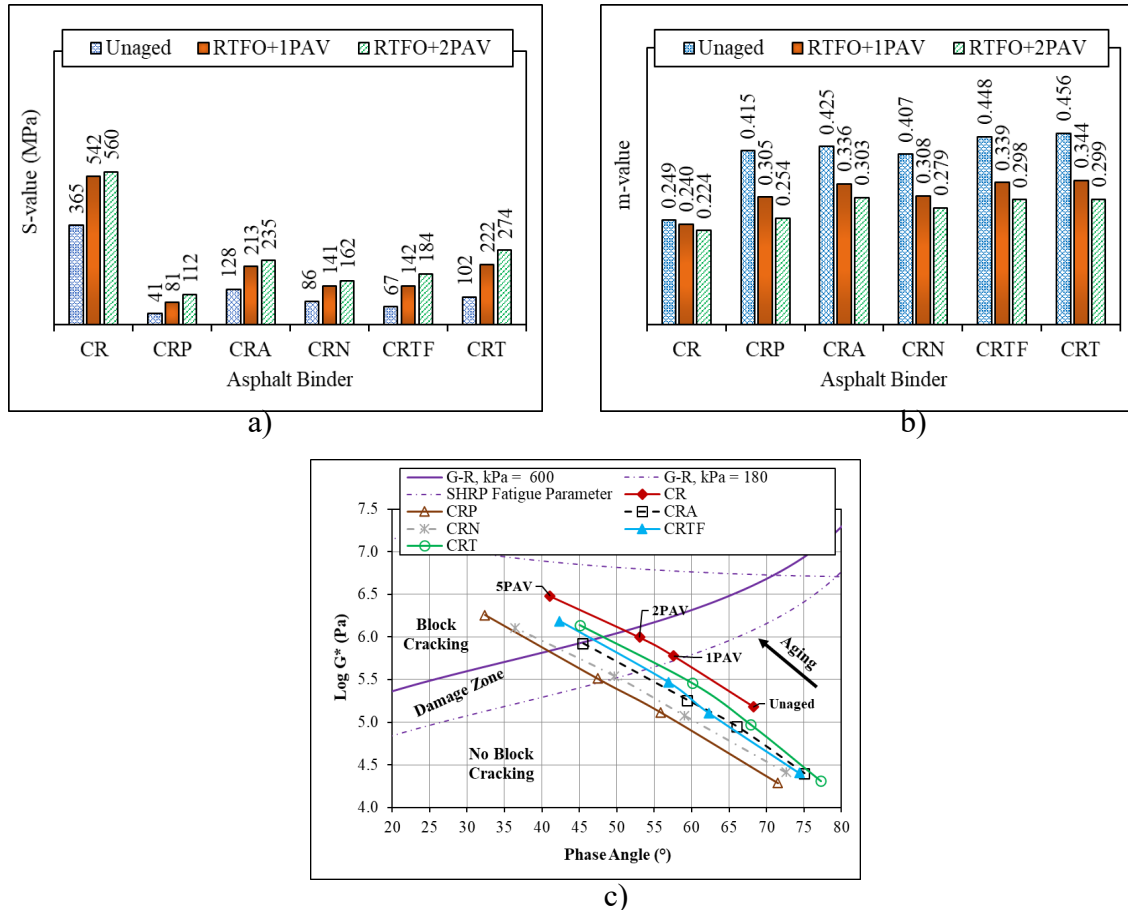 Unaged RTFO+1PAV RTFO+2PAV
S-value (MPa)
365 542 560 41 81 112 128 213 235 86 141 162 67 142 184 102 222 274
CR CRP CRA CRN CRTF CRT
Asphalt Binder
a)
Unaged RTFO+1PAV RTFO+2PAV
m-value
0.249 0.240 0.224 0.415 0.305 0.254 0.425 0.336 0.303 0.407 0.308 0.279 0.448 0.339 0.298 0.456 0.344 0.299
CR CRP CRA CRN CRTF CRT
Asphalt Binder
b)
G-R, kPa = 600 G-R, kPa = 180
SHRP Fatigue Parameter CR
CRP CRA
CRN CRTF
CRT
Log G* (Pa)
7.5
7.0
6.5
6.0
5.5
5.0
4.5
4.0
5PAV
2PAV
1PAV
Unaged
Aging
Block
Cracking
Damage Zone
No Block
Cracking
20 25 30 35 40 45 50 55 60 65 70 75 80
Phase Angle (°)
c)